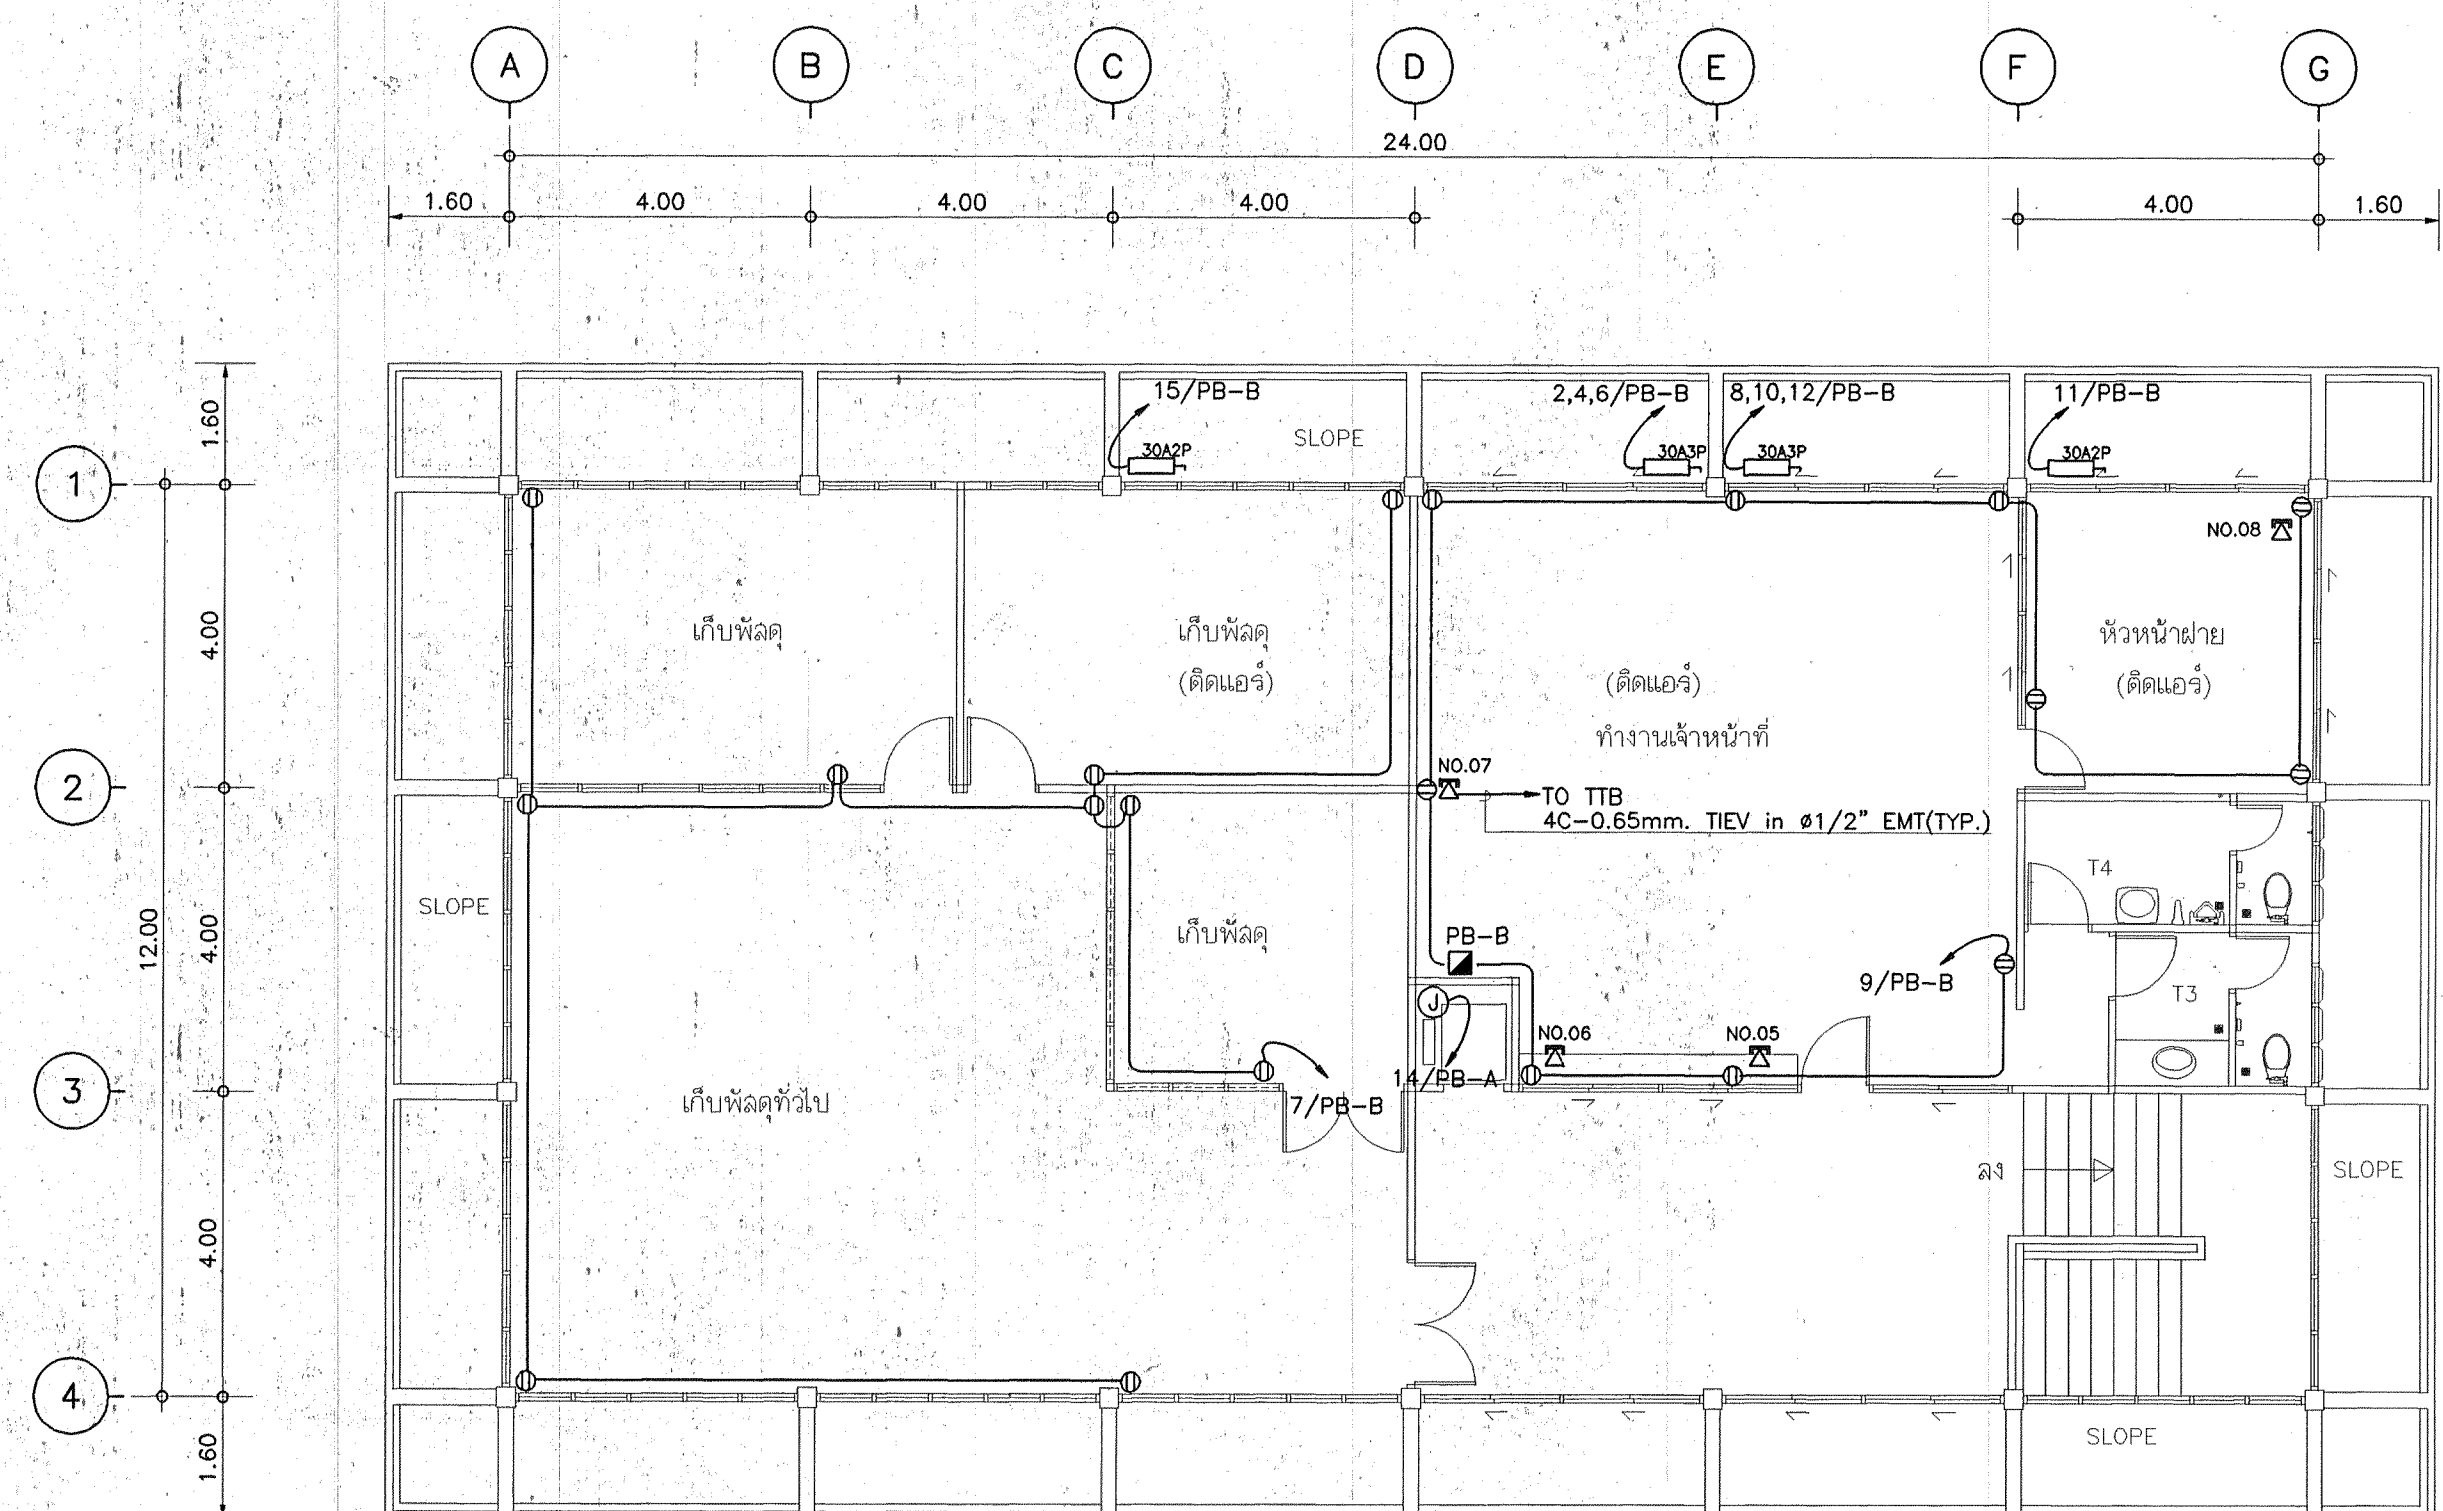 A B C D E F G
24.00
1.60 4.00 4.00 4.00 4.00 1.60
15/PB-B 2,4,6/PB-B 8,10,12/PB-B 11/PB-B
1.60
SLOPE
30A2P 30A3P 30A3P 30A2P
1
NO.08
4.00
เก็บพัสดุ เก็บพัสดุ หัวหน้าฝ่าย
(ติดแอร์) (ติดแอร์) (ติดแอร์)
ทำงานเจ้าหน้าที่
NO.07
2
TO TTB
4C-0.65mm. TIEV in ø1/2" EMT(TYP.)
T4
SLOPE
12.00 4.00
เก็บพัสดุ
PB-B
9/PB-B
T3
J
NO.06 NO.05
14/PB-A
3
เก็บพัสดุทั่วไป
7/PB-B
ลง
SLOPE
4.00
4
SLOPE
1.60